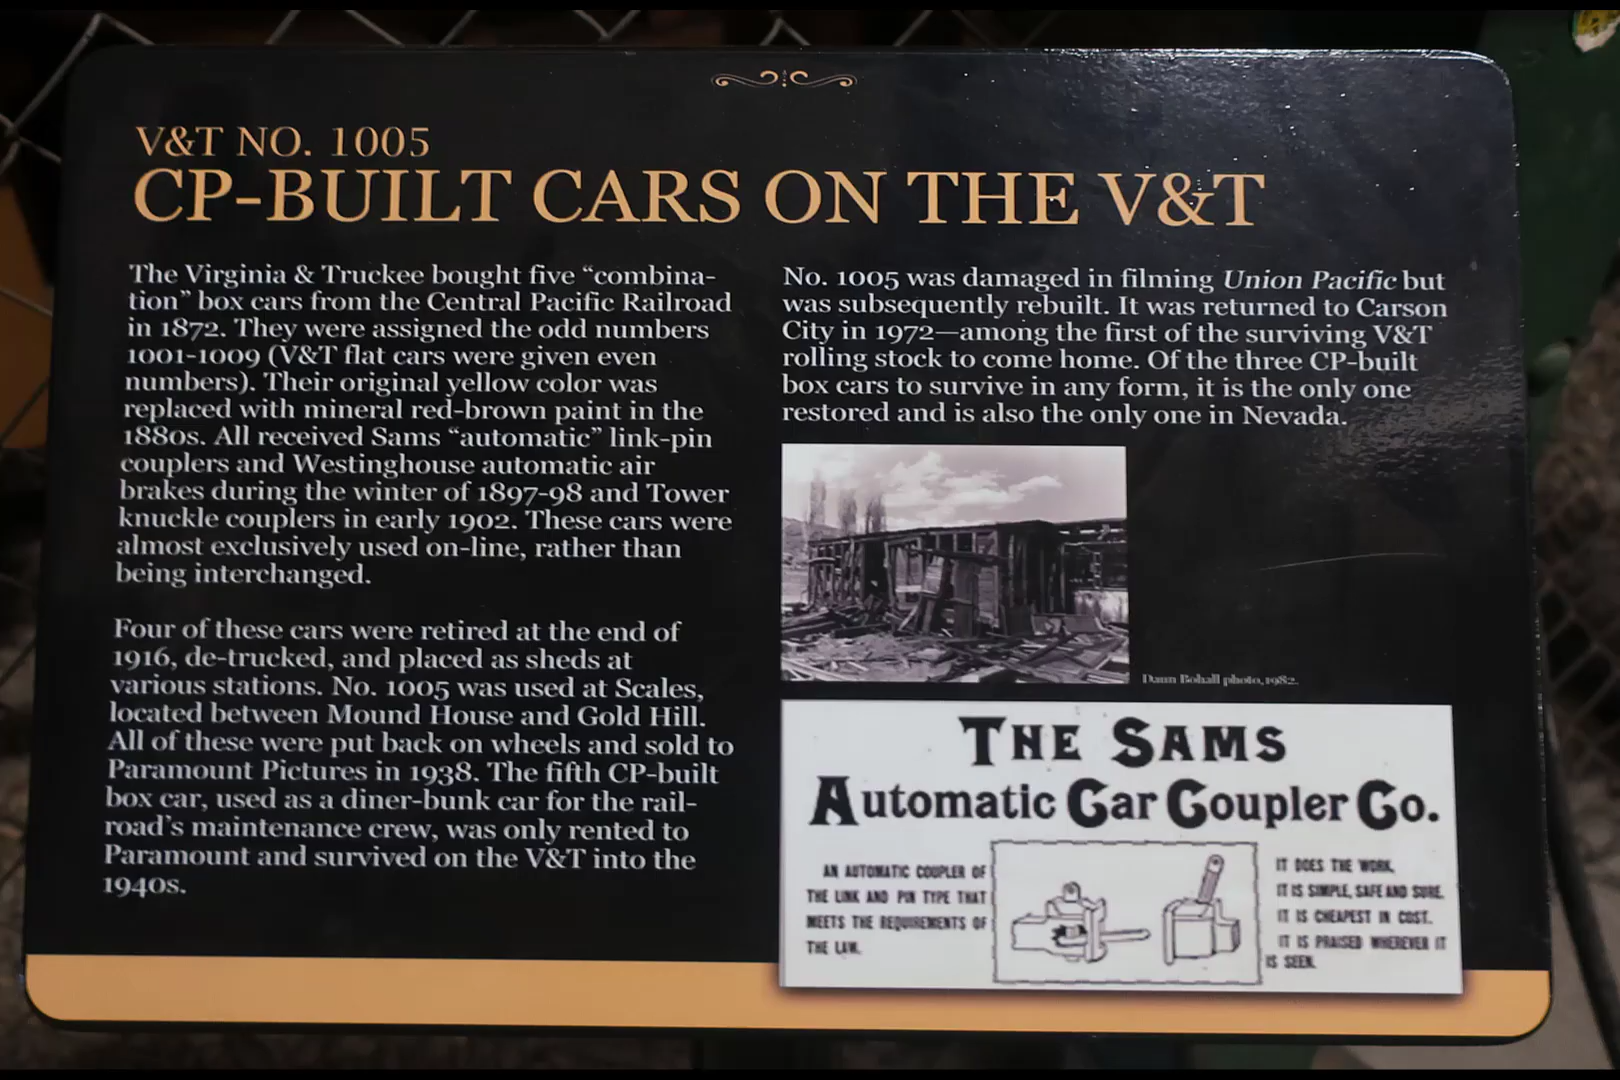 V&T NO. 1005
CP-BUILT CARS ON THE V&T
The Virginia & Truckee bought five “combina-
tion” box cars from the Central Pacific Railroad
in 1872. They were assigned the odd numbers
1001-1009 (V&T flat cars were given even
numbers). Their original yellow color was
replaced with mineral red-brown paint in the
1880s. All received Sams “automatic” link-pin
couplers and Westinghouse automatic air
brakes during the winter of 1897-98 and Tower
knuckle couplers in early 1902. These cars were
almost exclusively used on-line, rather than
being interchanged.
Four of these cars were retired at the end of
1916, de-trucked, and placed as sheds at
various stations. No. 1005 was used at Scales,
located between Mound House and Gold Hill.
All of these were put back on wheels and sold to
Paramount Pictures in 1938. The fifth CP-built
box car, used as a diner-bunk car for the rail-
road’s maintenance crew, was only rented to
Paramount and survived on the V&T into the
1940s.
No. 1005 was damaged in filming Union Pacific but
was subsequently rebuilt. It was returned to Carson
City in 1972—among the first of the surviving V&T
rolling stock to come home. Of the three CP-built
box cars to survive in any form, it is the only one
restored and is also the only one in Nevada.
Daun Bohall photo, 1982.
THE SAMS
Automatic Car Coupler Co.
AN AUTOMATIC COUPLER OF
THE LINK AND PIN TYPE THAT
MEETS THE REQUIREMENTS OF
THE LAW.
IT DOES THE WORK,
IT IS SIMPLE, SAFE AND SURE.
IT IS CHEAPEST IN COST.
IT IS PRAISED WHEREVER IT
IS SEEN.